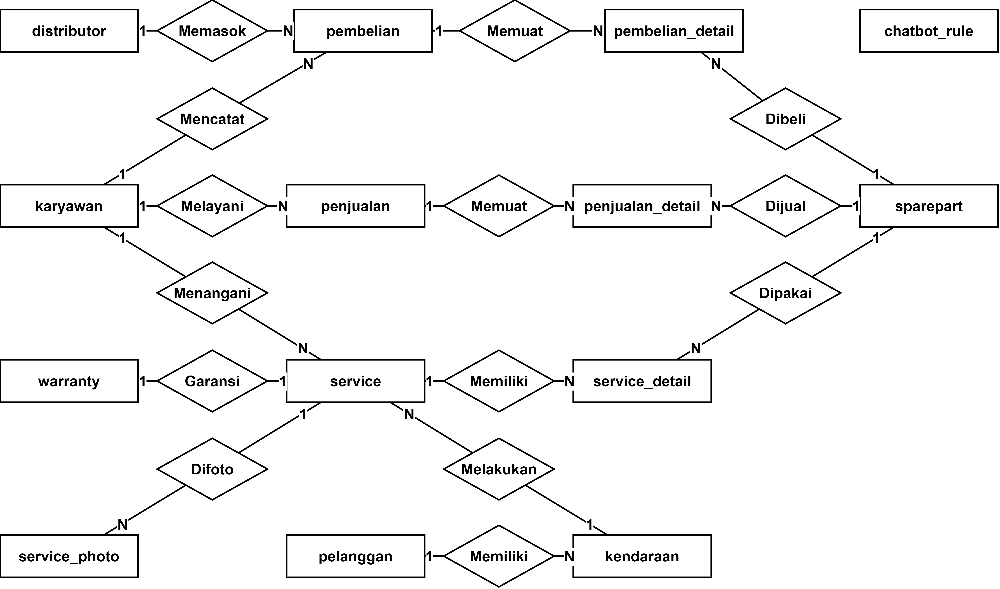 distributor 1 Memasok N pembelian 1 Memuat N pembelian_detail chatbot_rule
N N
Mencatat Dibeli
1 1
karyawan 1 Melayani N penjualan 1 Memuat N penjualan_detail N Dijual 1 sparepart
1 1
Menangani Dipakai
N N
warranty 1 Garansi 1 service 1 Memiliki N service_detail
1 N
Difoto Melakukan
N 1
service_photo pelanggan 1 Memiliki N kendaraan